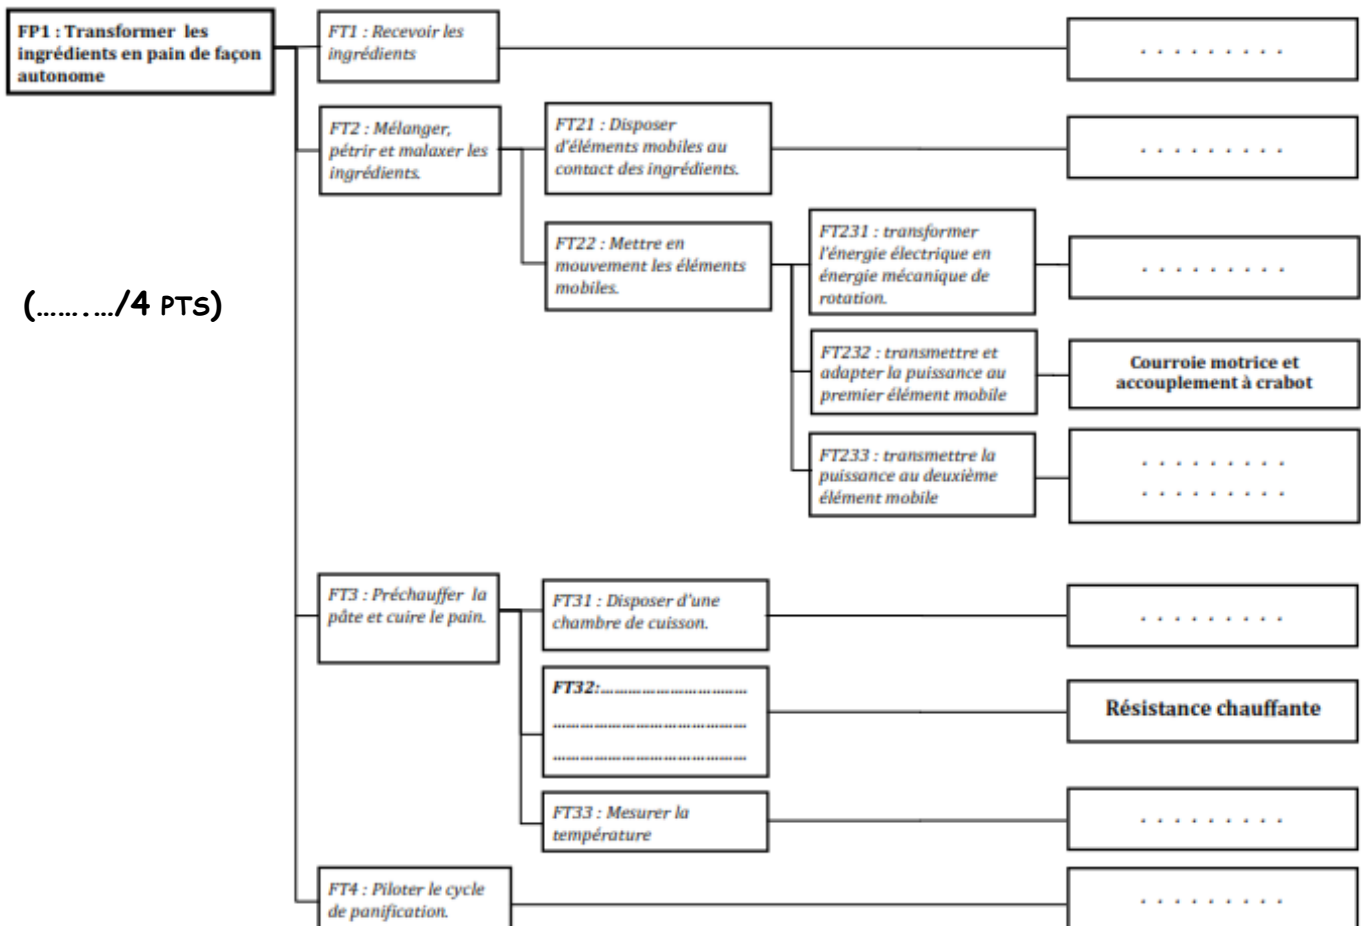 FP1 : Transformer les
ingrédients en pain de façon
autonome
FT1 : Recevoir les
ingrédients
. . . . . . . . .
FT2 : Mélanger,
pétrir et malaxer les
ingrédients.
FT21 : Disposer
d'éléments mobiles au
contact des ingrédients.
. . . . . . . . .
FT22 : Mettre en
mouvement les éléments
mobiles.
FT231 : transformer
l'énergie électrique en
énergie mécanique de
rotation.
. . . . . . . . .
(….….…/4 PTS)
FT232 : transmettre et
adapter la puissance au
premier élément mobile
Courroie motrice et
accouplement à crabot
FT233 : transmettre la
puissance au deuxième
élément mobile
. . . . . . . . .
. . . . . . . . .
FT3 : Préchauffer la
pâte et cuire le pain.
FT31 : Disposer d'une
chambre de cuisson.
. . . . . . . . .
FT32:……………………………
………………………………………
………………………………………
Résistance chauffante
FT33 : Mesurer la
température
. . . . . . . . .
FT4 : Piloter le cycle
de panification.
. . . . . . . . .